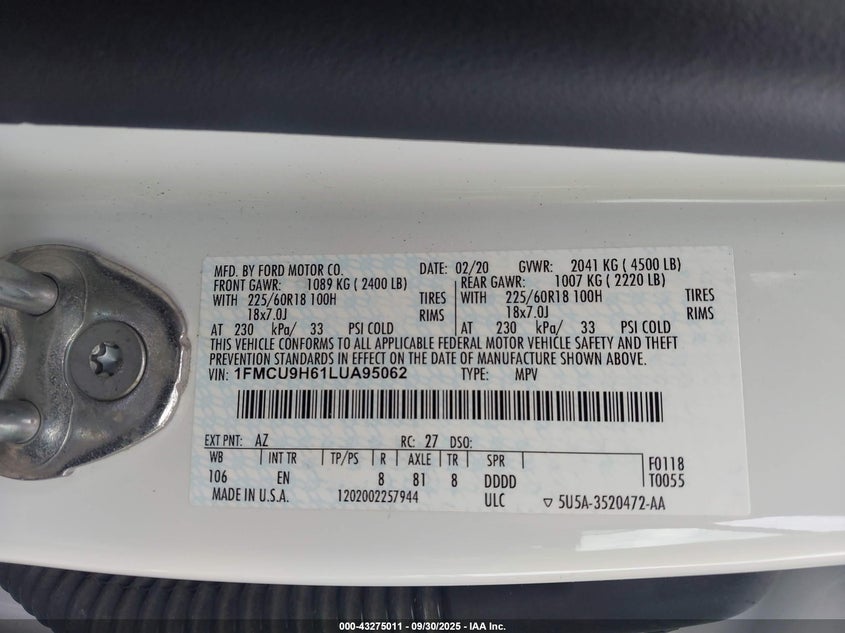 MFD. BY FORD MOTOR CO. DATE: 02/20 GVWR: 2041 KG ( 4500 LB)
FRONT GAWR: 1089 KG ( 2400 LB) REAR GAWR: 1007 KG ( 2220 LB)
WITH 225/60R18 100H TIRES WITH 225/60R18 100H TIRES
18x7.0J RIMS 18x7.0J RIMS
AT 230 kPa/ 33 PSI COLD AT 230 kPa/ 33 PSI COLD
THIS VEHICLE CONFORMS TO ALL APPLICABLE FEDERAL MOTOR VEHICLE SAFETY AND THEFT
PREVENTION STANDARDS IN EFFECT ON THE DATE OF MANUFACTURE SHOWN ABOVE.
VIN: 1FMCU9H61LUA95062 TYPE: MPV
EXT PNT: AZ RC: 27 DSO:
WB INT TR TP/PS R AXLE TR SPR F0118
106 EN 8 81 8 DDDD T0055
MADE IN U.S.A. 1202002257944 ULC ▽ 5U5A-3520472-AA
000-43275011 - 09/30/2025 - IAA Inc.